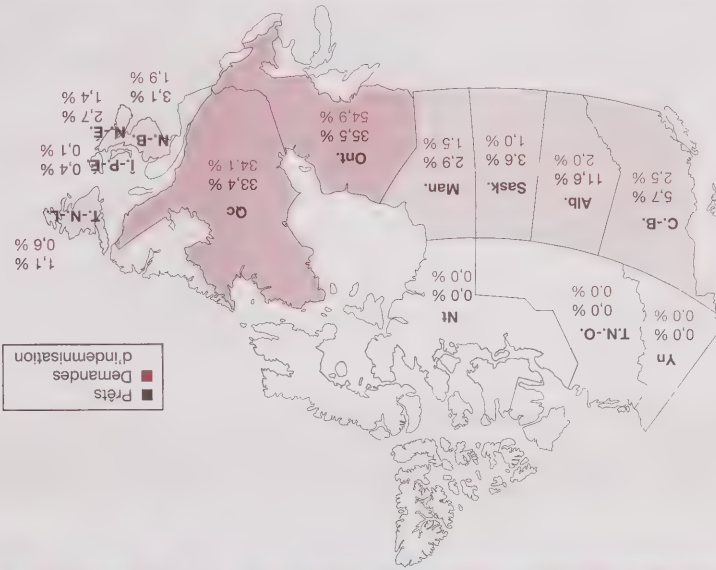 Prêts
Demandes
d'indemnisation
Yn
0,0 %
0.0 %
T.N.-O.
0,0 %
0.0 %
Nt
0,0 %
0,0 %
C.-B.
5,7 %
2,5 %
Alb.
11,6 %
2,0 %
Sask.
3,6 %
1,0 %
Man.
2,9 %
1.5 %
Ont.
35,5 %
54,9 %
Qc
33,4 %
34.1 %
1,1 %
0,6 %
T.-N.-L.
Î.-P.-É.
0,4 %
0,1 %
N.-É.
2,7 %
1,4 %
N.-B.
3,1 %
1,9 %